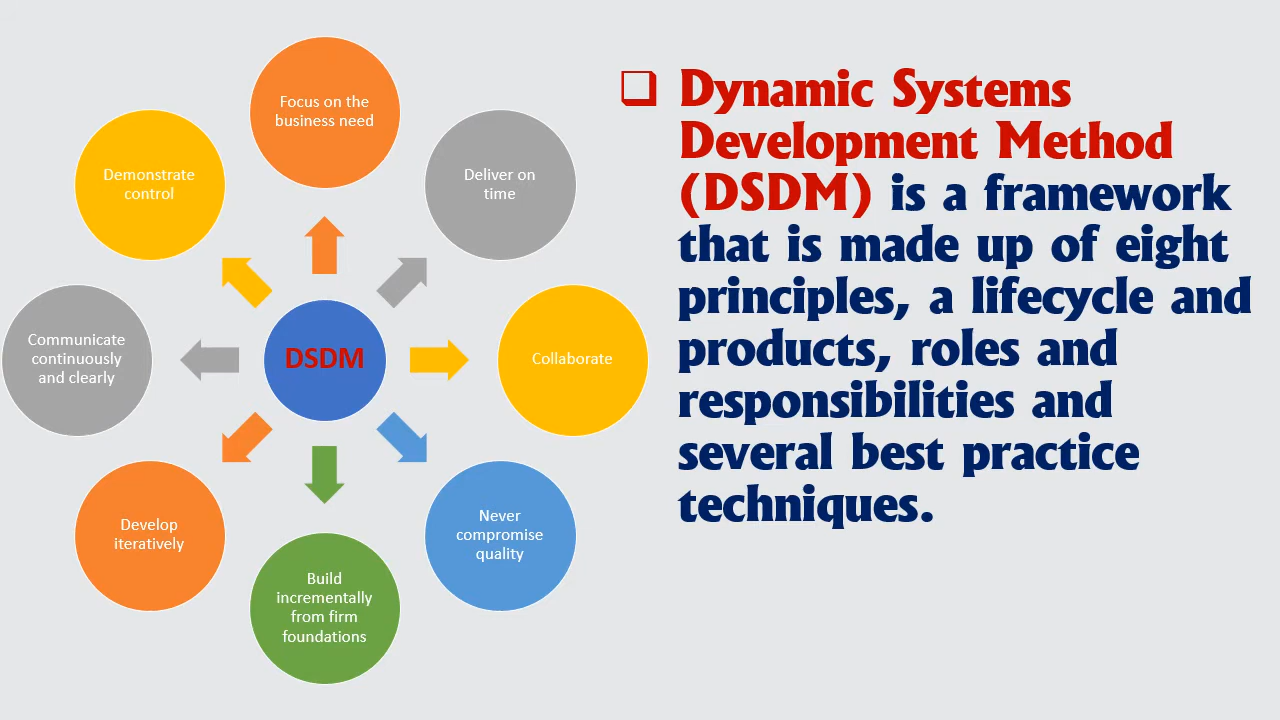 Focus on the
business need
Deliver on
time
Collaborate
Never
compromise
quality
Build
incrementally
from firm
foundations
Develop
iteratively
Communicate
continuously
and clearly
Demonstrate
control
DSDM
Dynamic Systems
Development Method
(DSDM) is a framework
that is made up of eight
principles, a lifecycle and
products, roles and
responsibilities and
several best practice
techniques.